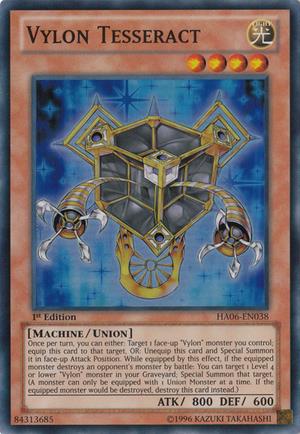 VYLON TESSERACT
LIGHT
光
1st Edition
HA06-EN038
[MACHINE/UNION]
Once per turn, you can either: Target 1 face-up "Vylon" monster you control;
equip this card to that target, OR: Unequip this card and Special Summon
it in face-up Attack Position. While equipped by this effect, if the equipped
monster destroys an opponent's monster by battle: You can target 1 Level 4
or lower "Vylon" monster in your Graveyard; Special Summon that target.
(A monster can only be equipped with 1 Union Monster at a time. If the equipped
monster would be destroyed, destroy this card instead.)
ATK/ 800 DEF/ 600
84313685
©1996 KAZUKI TAKAHASHI